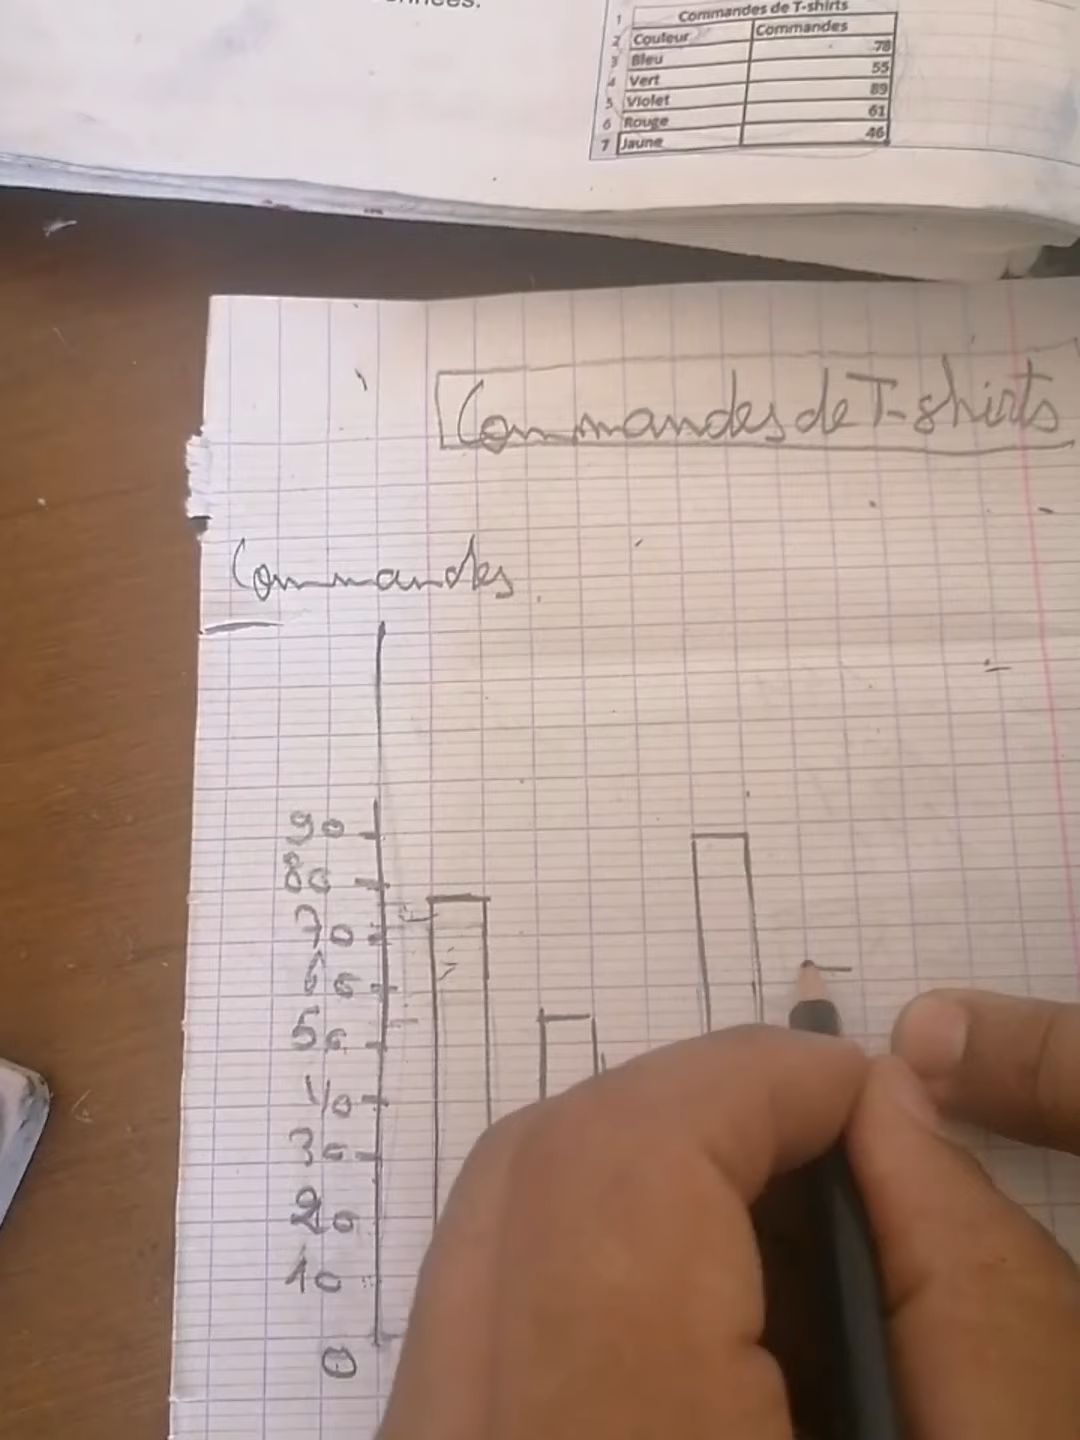 1 Commandes de T-shirts
2 Couleur Commandes
3 Bleu 78
4 Vert 55
5 Violet 89
6 Rouge 61
7 Jaune 46
Commandes de T-shirts
Commandes
90
80
70
60
50
40
30
20
10
0